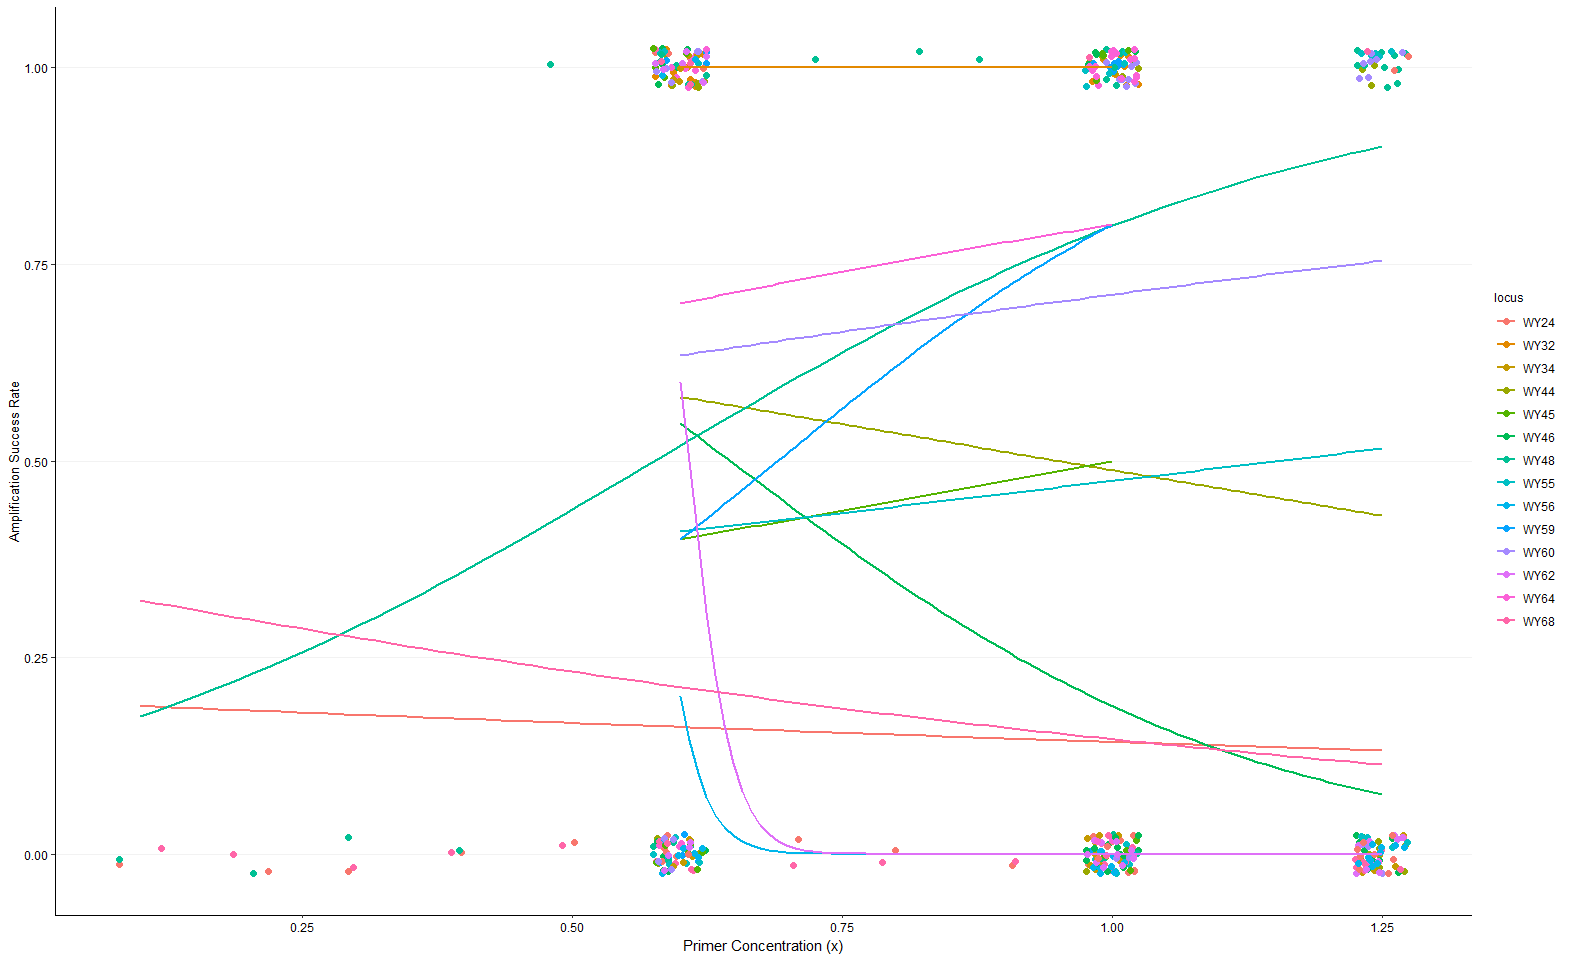 1.00
0.75
0.50
0.25
0.00
Amplification Success Rate
0.25
0.50
0.75
1.00
1.25
Primer Concentration (x)
locus
WY24
WY32
WY34
WY44
WY45
WY46
WY48
WY55
WY56
WY59
WY60
WY62
WY64
WY68